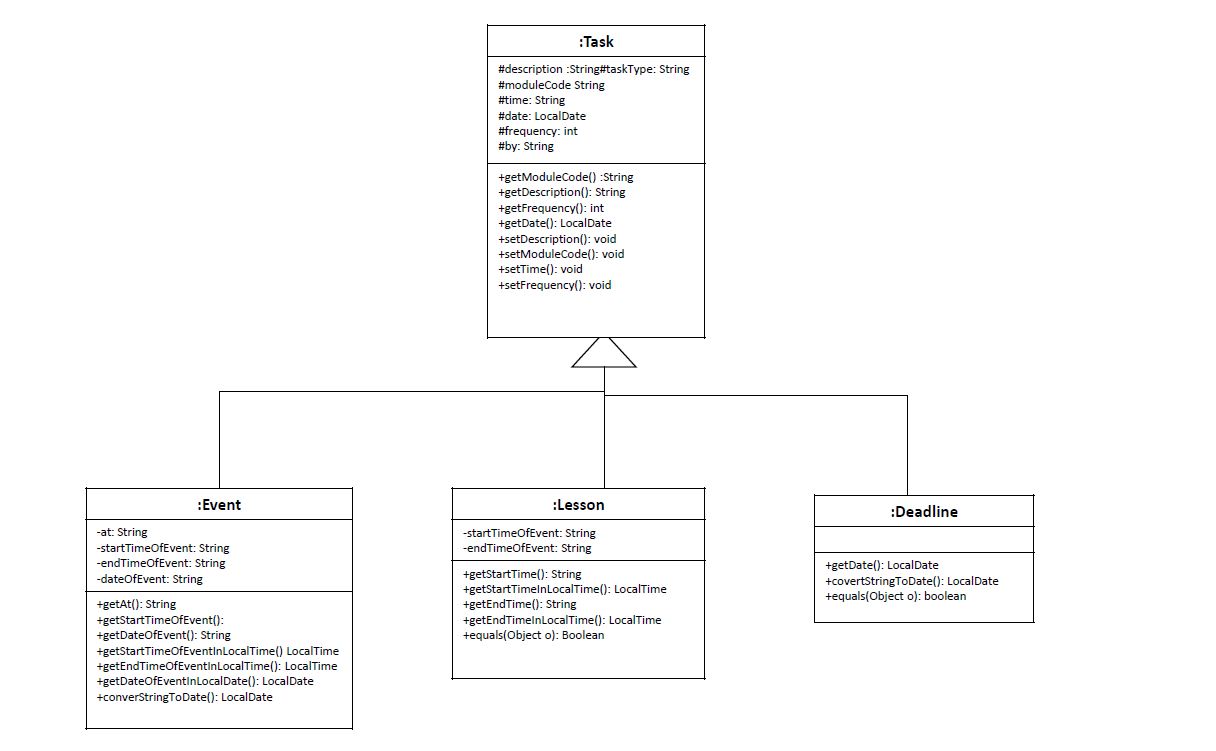 :Task
#description :String#taskType: String
#moduleCode String
#time: String
#date: LocalDate
#frequency: int
#by: String
+getModuleCode() :String
+getDescription(): String
+getFrequency(): int
+getDate(): LocalDate
+setDescription(): void
+setModuleCode(): void
+setTime(): void
+setFrequency(): void
:Event
-at: String
-startTimeOfEvent: String
-endTimeOfEvent: String
-dateOfEvent: String
+getAt(): String
+getStartTimeOfEvent():
+getDateOfEvent(): String
+getStartTimeOfEventInLocalTime() LocalTime
+getEndTimeOfEventInLocalTime(): LocalTime
+getDateOfEventInLocalDate(): LocalDate
+converStringToDate(): LocalDate
:Lesson
-startTimeOfEvent: String
-endTimeOfEvent: String
+getStartTime(): String
+getStartTimeInLocalTime(): LocalTime
+getEndTime(): String
+getEndTimeInLocalTime(): LocalTime
+equals(Object o): Boolean
:Deadline
+getDate(): LocalDate
+covertStringToDate(): LocalDate
+equals(Object o): boolean